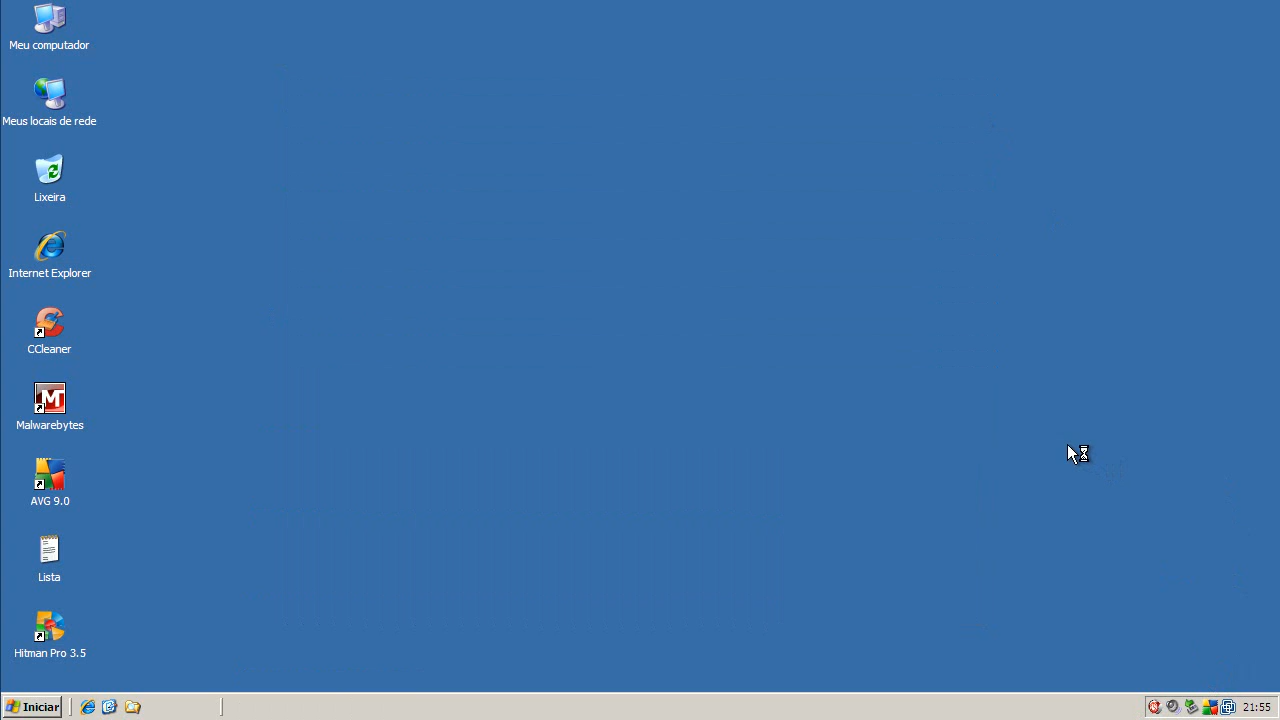 Meu computador
Meus locais de rede
Lixeira
Internet Explorer
CCleaner
Malwarebytes
AVG 9.0
Lista
Hitman Pro 3.5
Iniciar
21:55